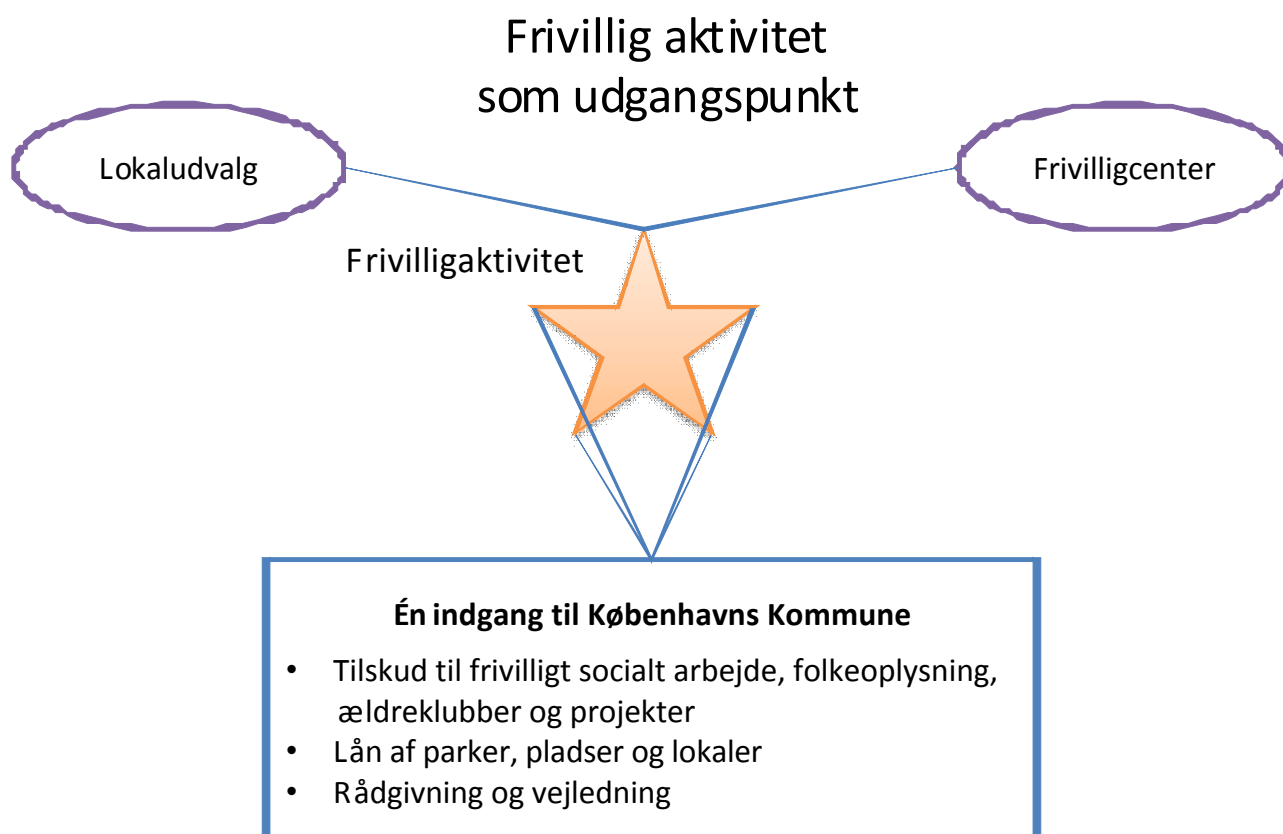 Frivillig aktivitet
som udgangspunkt
Lokaludvalg
Frivilligcenter
Frivilligaktivitet
Én indgang til Københavns Kommune
• Tilskud til frivilligt socialt arbejde, folkeoplysning,
ældreklubber og projekter
• Lån af parker, pladser og lokaler
• Rådgivning og vejledning